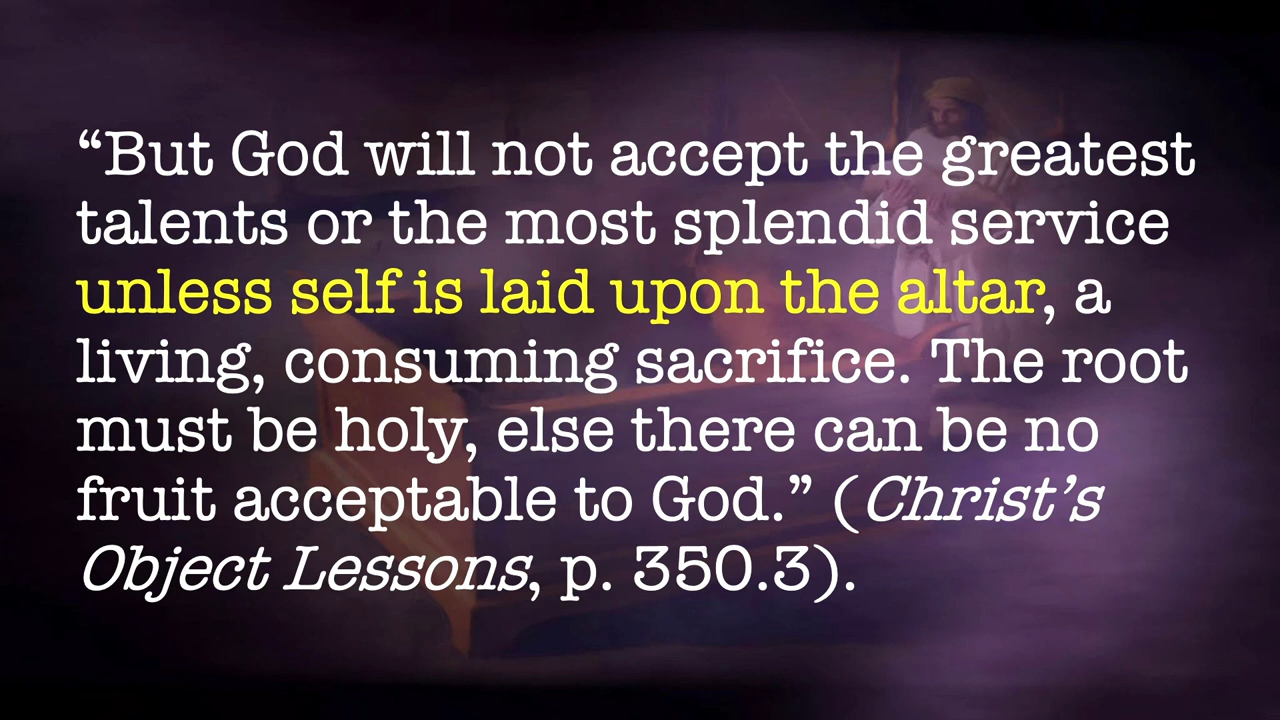 “But God will not accept the greatest
talents or the most splendid service
unless self is laid upon the altar, a
living, consuming sacrifice. The root
must be holy, else there can be no
fruit acceptable to God.” (Christ’s
Object Lessons, p. 350.3).